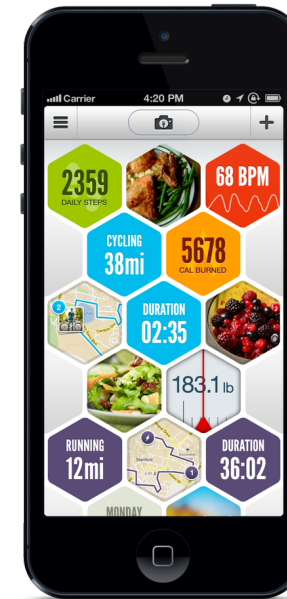 Carrier
4:20 PM
2359
DAILY STEPS
68 BPM
CYCLING
38mi
5678
CAL BURNED
2
DURATION
02:35
183.1 lb
RUNNING
12mi
Stanford
1
DURATION
36:02
MONDAY